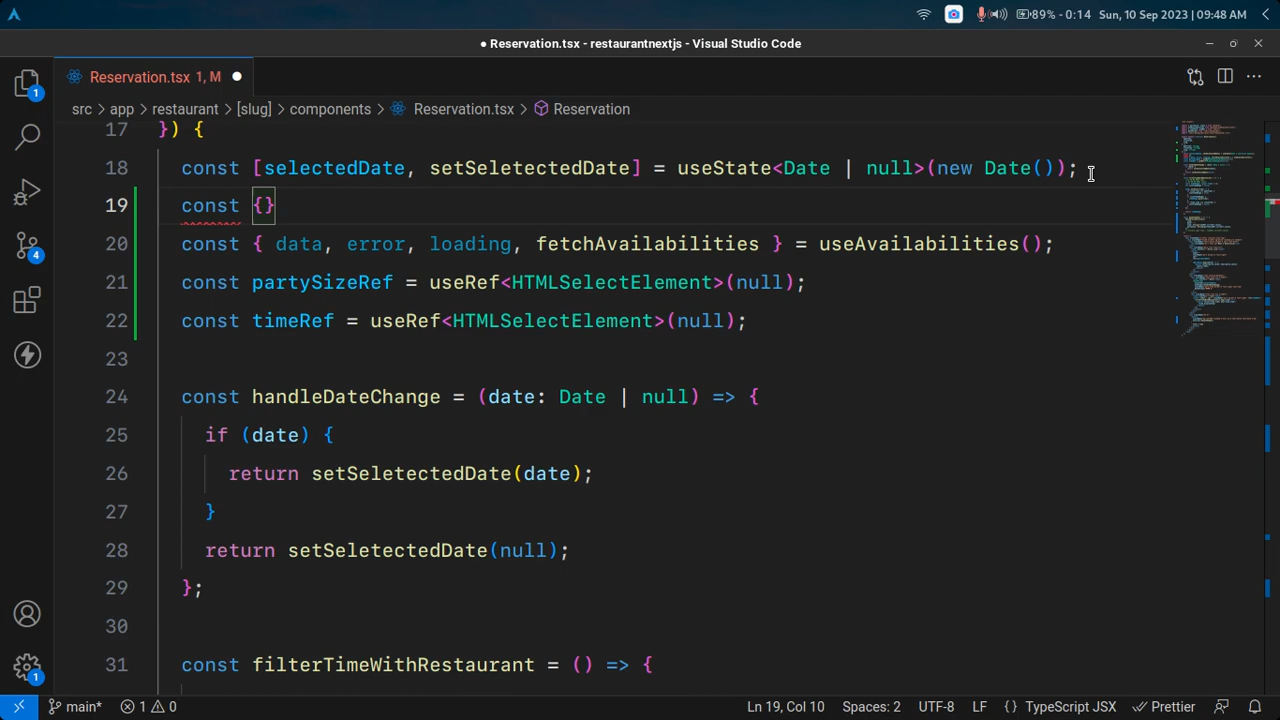 89% - 0:14 Sun, 10 Sep 2023 | 09:48 AM
● Reservation.tsx - restaurantnextjs - Visual Studio Code
Reservation.tsx 1, M ●
src > app > restaurant > [slug] > components > Reservation.tsx > Reservation
17 }) {
18 const [selectedDate, setSeletectedDate] = useState<Date | null>(new Date());
19 const {}
20 const { data, error, loading, fetchAvailabilities } = useAvailabilities();
21 const partySizeRef = useRef<HTMLSelectElement>(null);
22 const timeRef = useRef<HTMLSelectElement>(null);
23
24 const handleDateChange = (date: Date | null) => {
25 if (date) {
26 return setSeletectedDate(date);
27 }
28 return setSeletectedDate(null);
29 };
30
31 const filterTimeWithRestaurant = () => {
1
4
1
main* 1 0 Ln 19, Col 10 Spaces: 2 UTF-8 LF {} TypeScript JSX Prettier